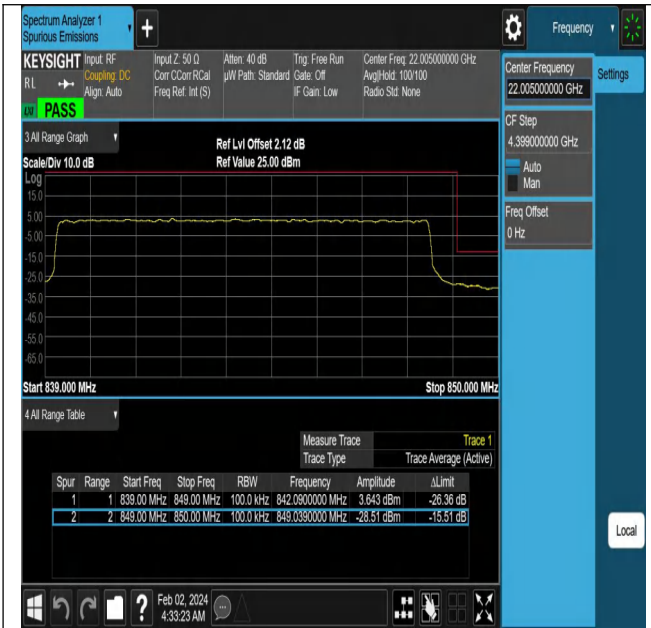 Spectrum Analyzer 1
Spurious Emissions
Frequency
KEYSIGHT Input: RF Input Z: 50 Ω Atten: 40 dB Trig: Free Run Center Freq: 22.005000000 GHz
RL Coupling: DC Corr CCorr RCal µW Path: Standard Gate: Off Avg|Hold: 100/100
Align: Auto Freq Ref: Int (S) IF Gain: Low Radio Std: None
PASS
Center Frequency
22.005000000 GHz
Settings
CF Step
4.399000000 GHz
Auto
Man
Freq Offset
0 Hz
3 All Range Graph
Ref Lvl Offset 2.12 dB
Scale/Div 10.0 dB Ref Value 25.00 dBm
Log
15.0
5.00
-5.00
-15.0
-25.0
-35.0
-45.0
-55.0
-65.0
Start 839.000 MHz Stop 850.000 MHz
4 All Range Table
Measure Trace Trace 1
Trace Type Trace Average (Active)
Spur Range Start Freq Stop Freq RBW Frequency Amplitude ΔLimit
1 1 839.00 MHz 849.00 MHz 100.0 kHz 842.0900000 MHz 3.643 dBm -26.36 dB
2 2 849.00 MHz 850.00 MHz 100.0 kHz 849.0390000 MHz -28.51 dBm -15.51 dB
Local
Feb 02, 2024
4:33:23 AM